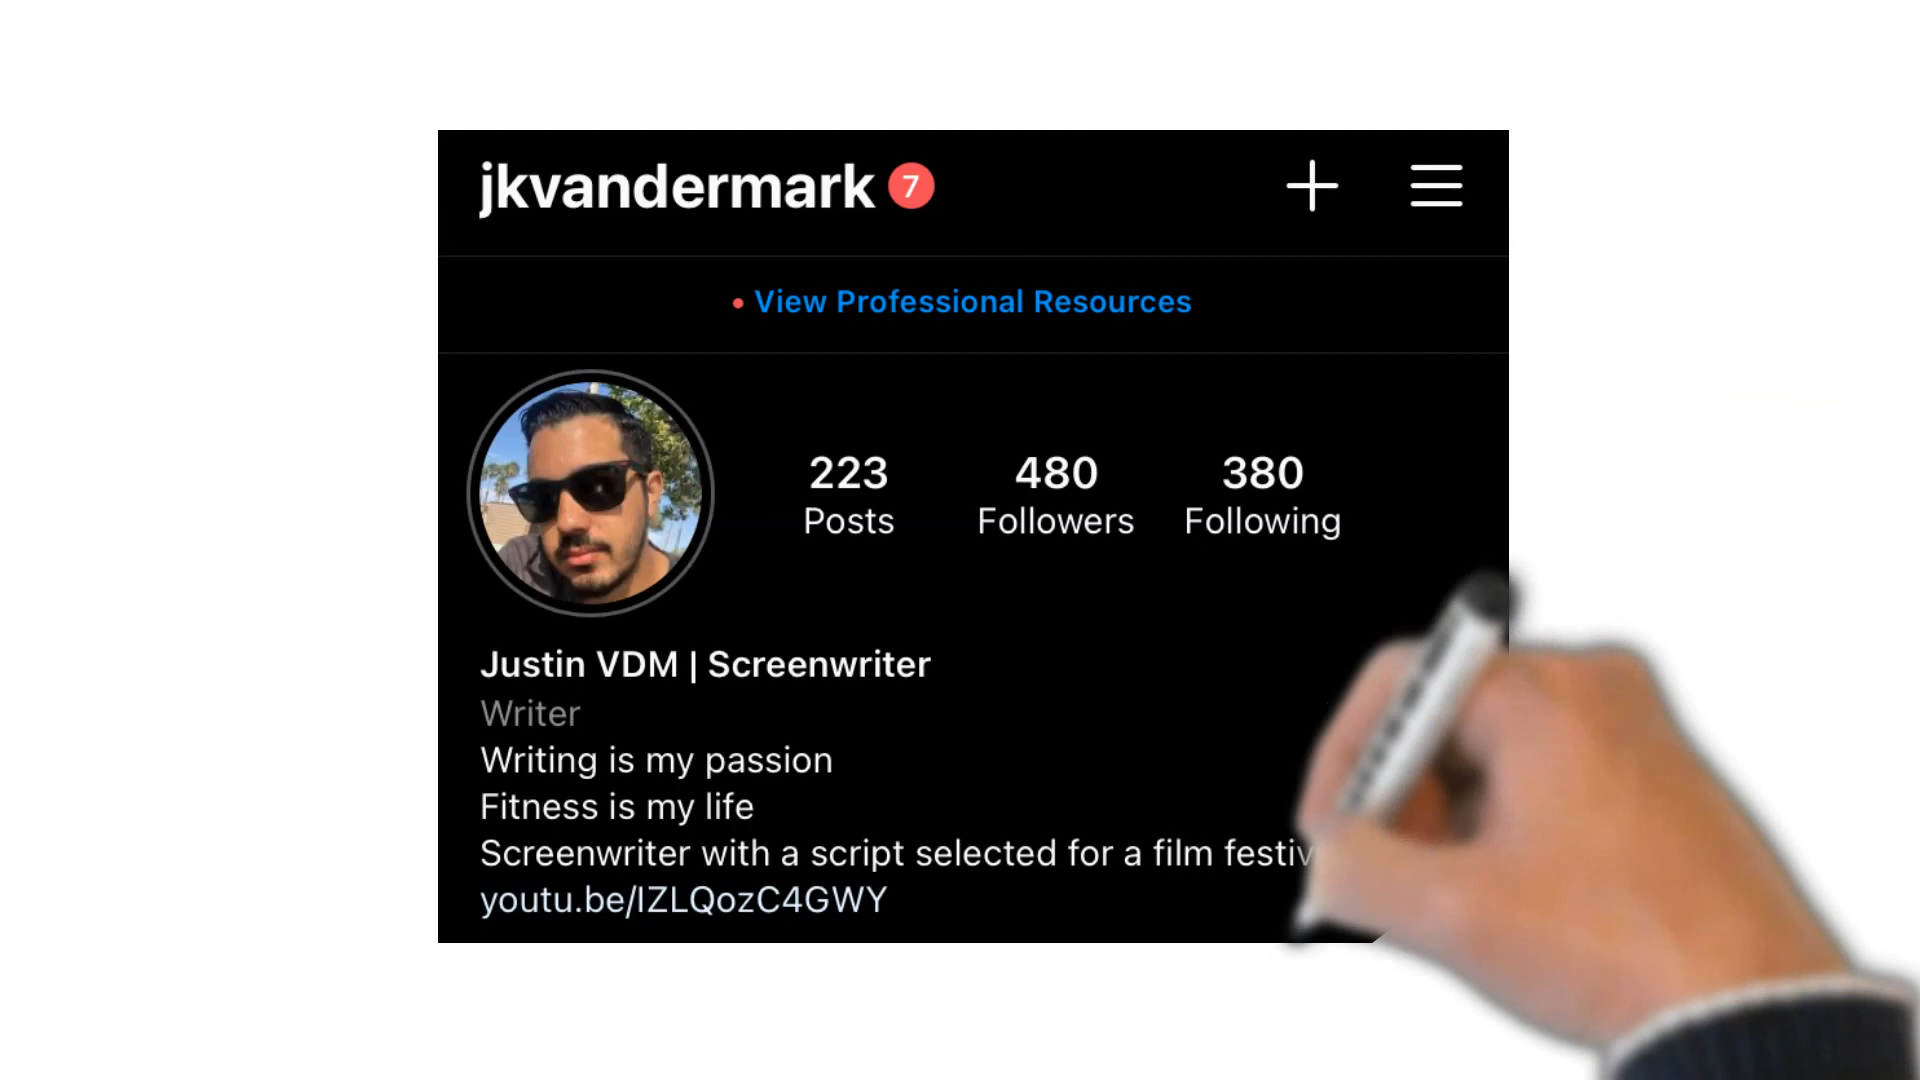 jkvandermark 7
• View Professional Resources
223 480 380
Posts Followers Following
Justin VDM | Screenwriter
Writer
Writing is my passion
Fitness is my life
Screenwriter with a script selected for a film
youtu.be/IZLQozC4GWY